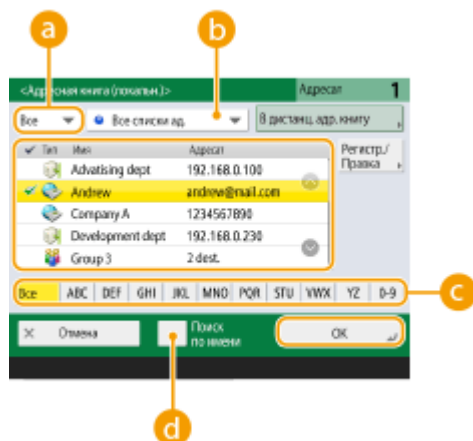 a
b
<Адресная книга (локальн.)> Адресат 1
Все Все списки ад. В дистанц. адр. книгу
✓ Тип Имя Адресат Регистр./
Правка
Advatising dept 192.168.0.100
✓ Andrew andrew@mail.com
Company A 1234567890
Development dept 192.168.0.230
Group 3 2 dest.
Все ABC DEF GHI JKL MNO PQR STU VWX YZ 0-9
c
× Отмена Поиск
по имени OK
d